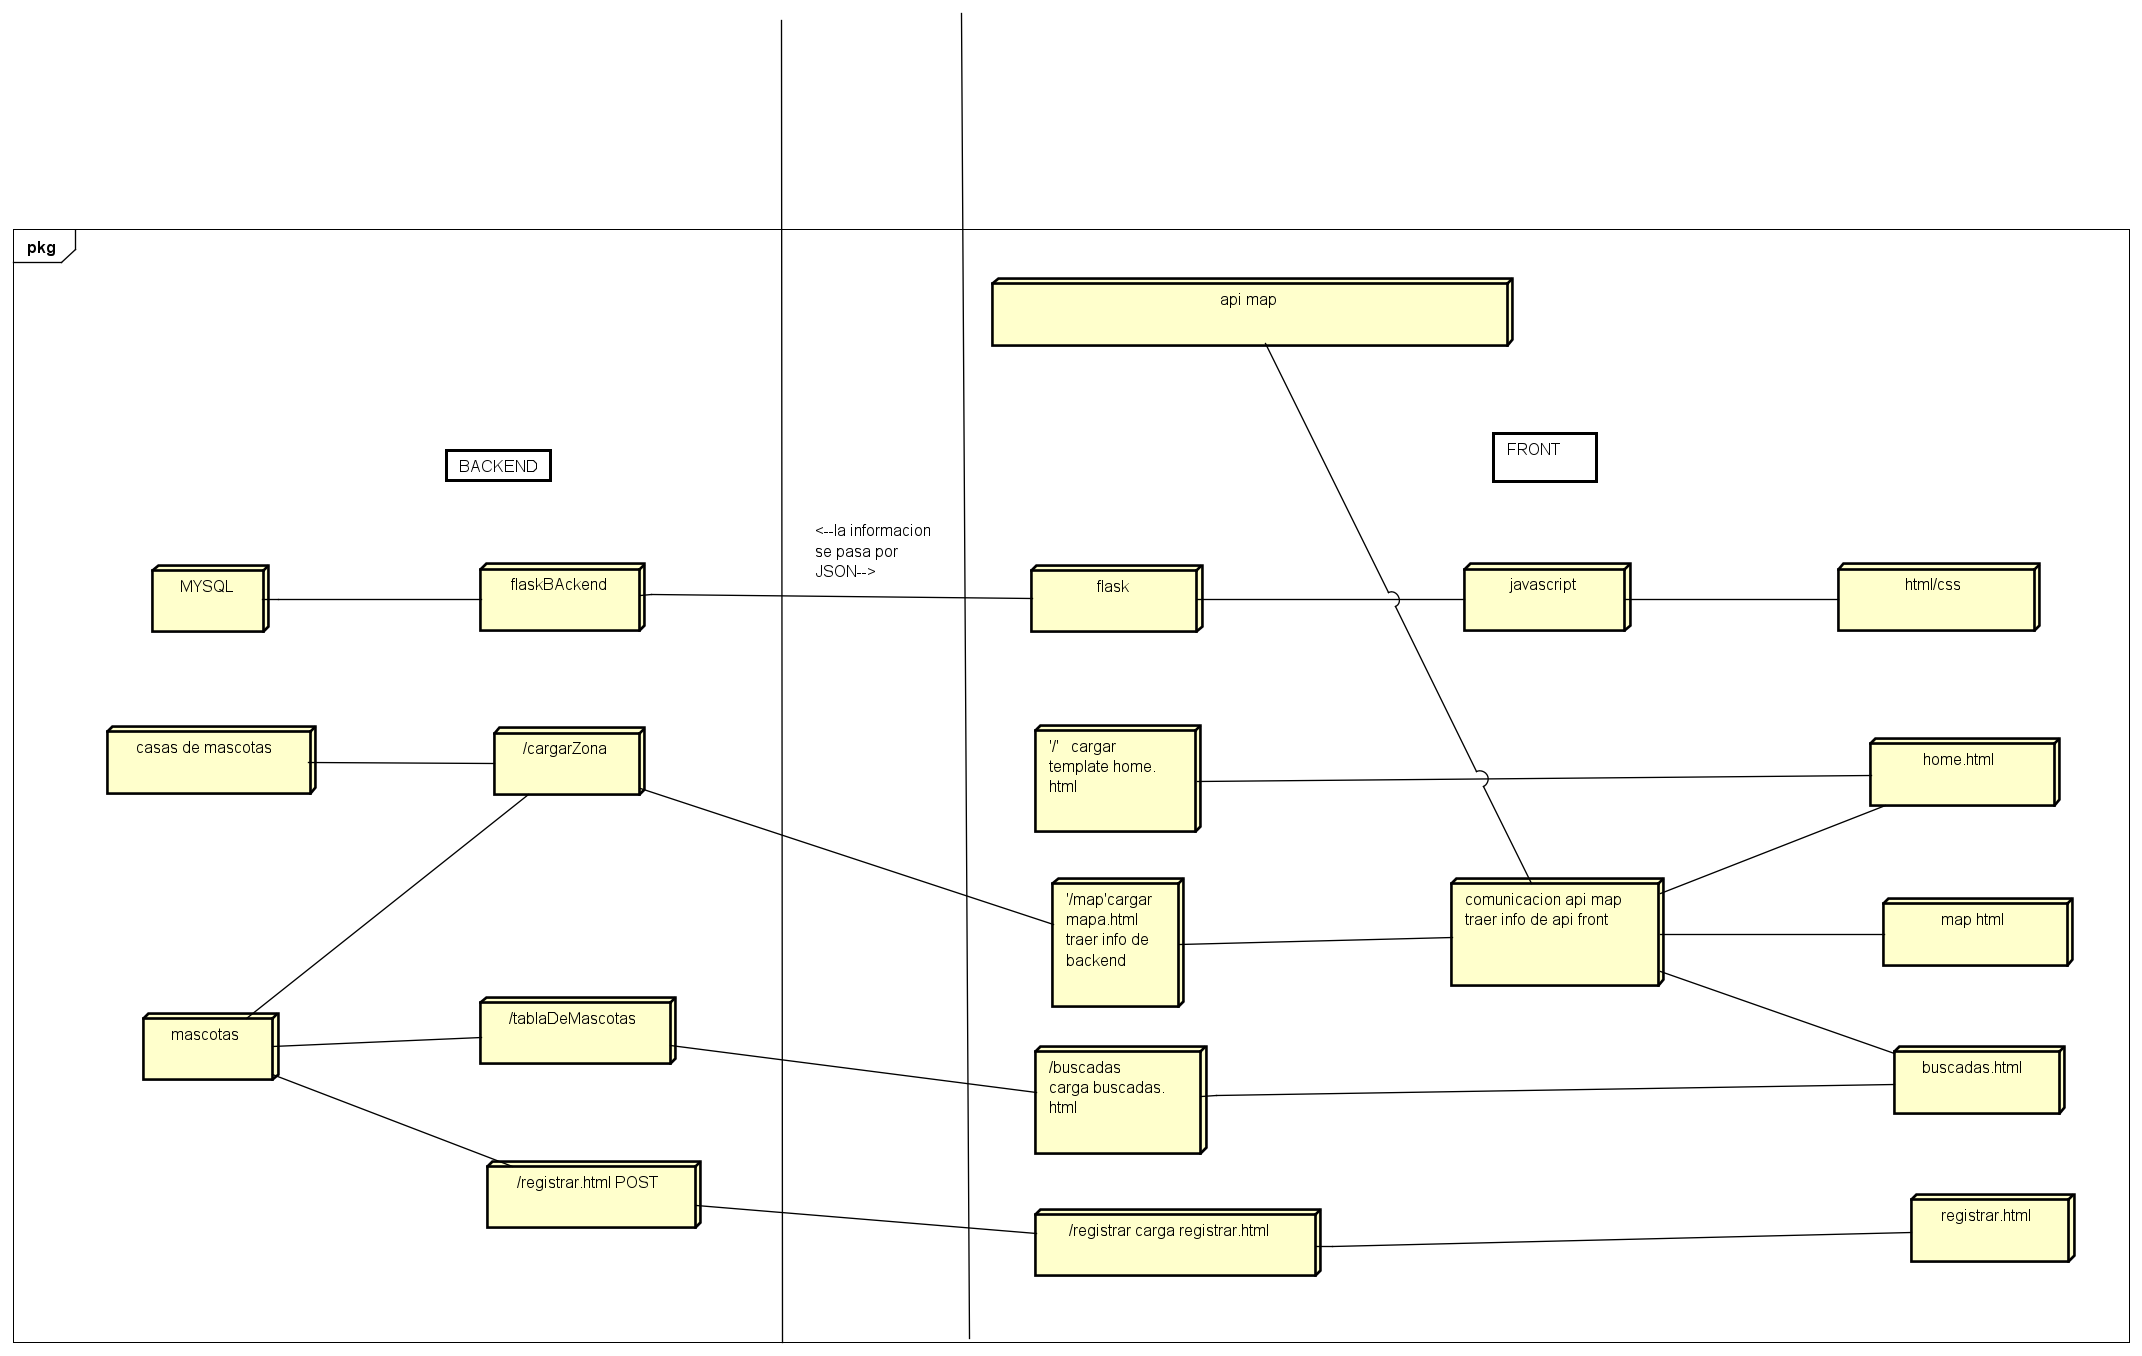 pkg
api map
BACKEND
FRONT
<--la informacion
se pasa por
JSON-->
MYSQL
flaskBAckend
flask
javascript
html/css
casas de mascotas
/cargarZona
'/'   cargar
template home.
html
home.html
'/map'cargar
mapa.html
traer info de
backend
comunicacion api map
traer info de api front
map html
mascotas
/tablaDeMascotas
/buscadas
carga buscadas.
html
buscadas.html
/registrar.html POST
/registrar carga registrar.html
registrar.html